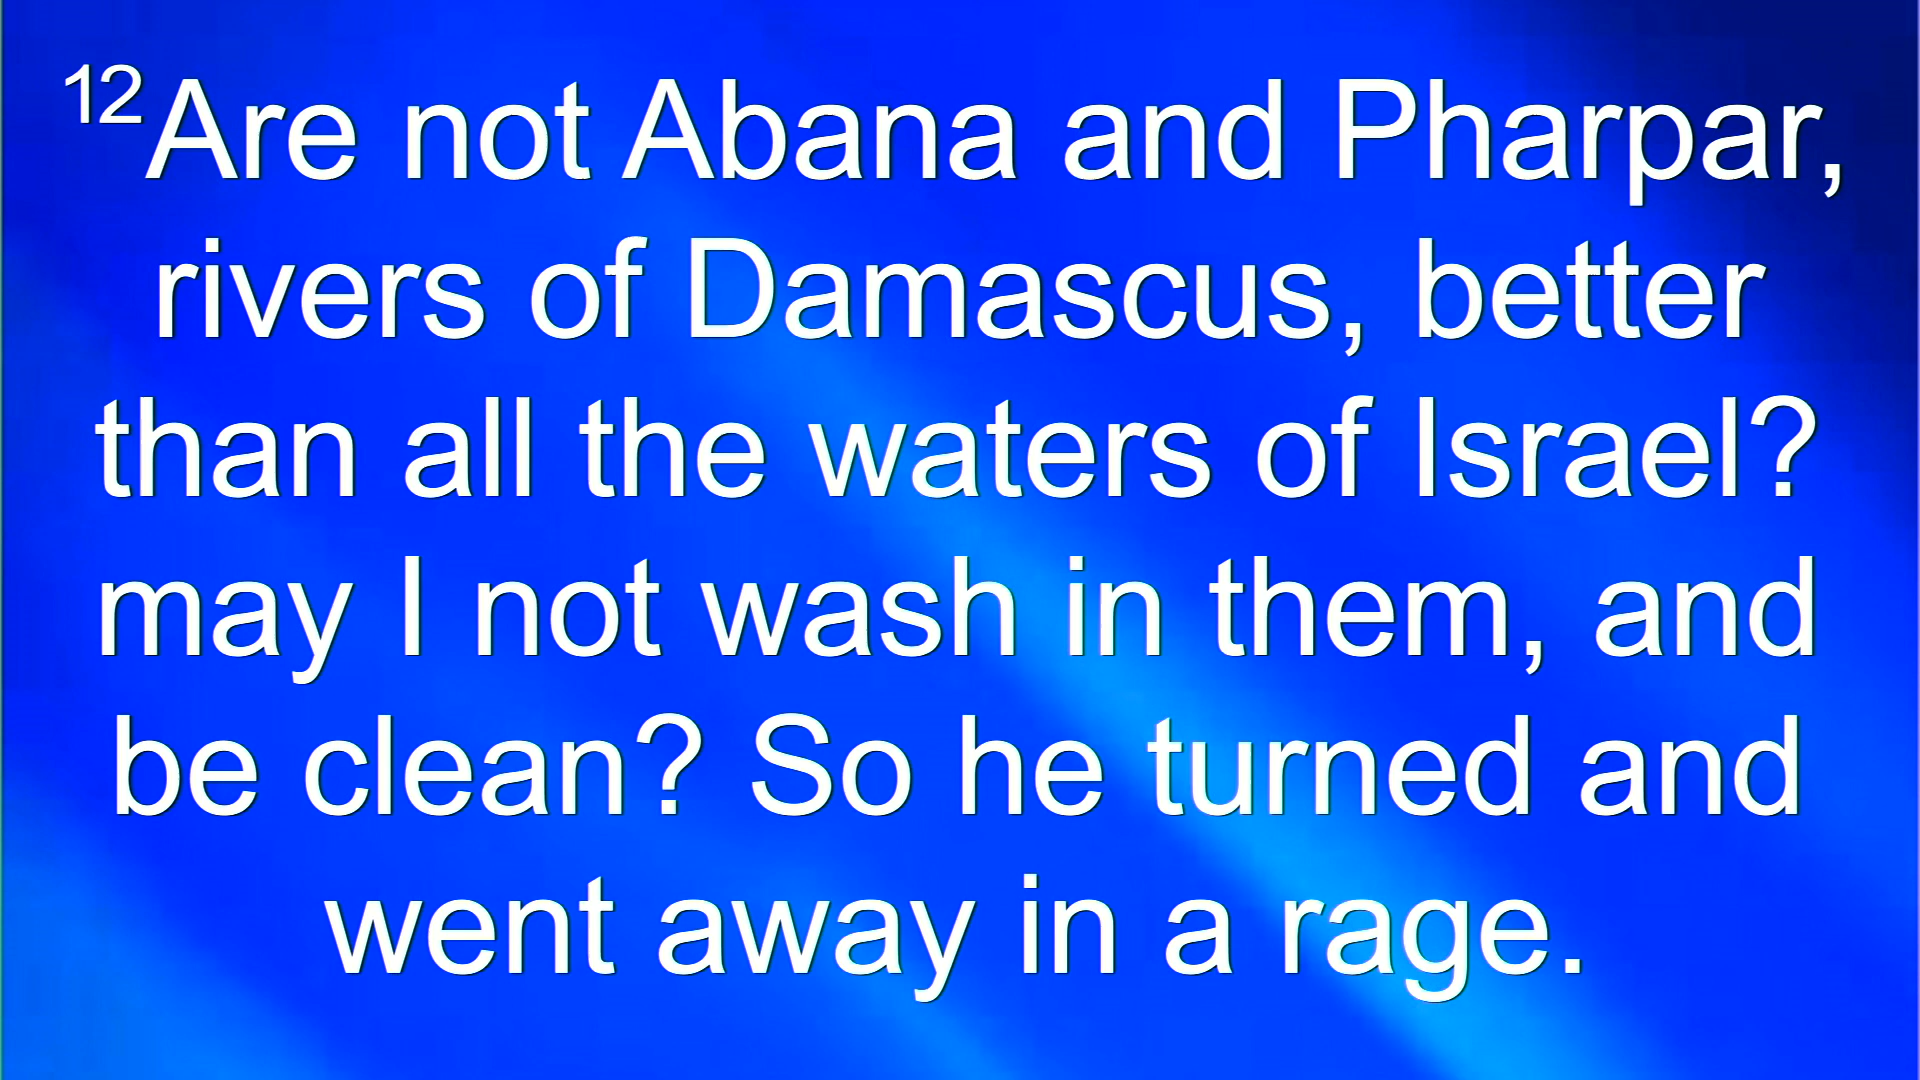 12Are not Abana and Pharpar,
rivers of Damascus, better
than all the waters of Israel?
may I not wash in them, and
be clean? So he turned and
went away in a rage.